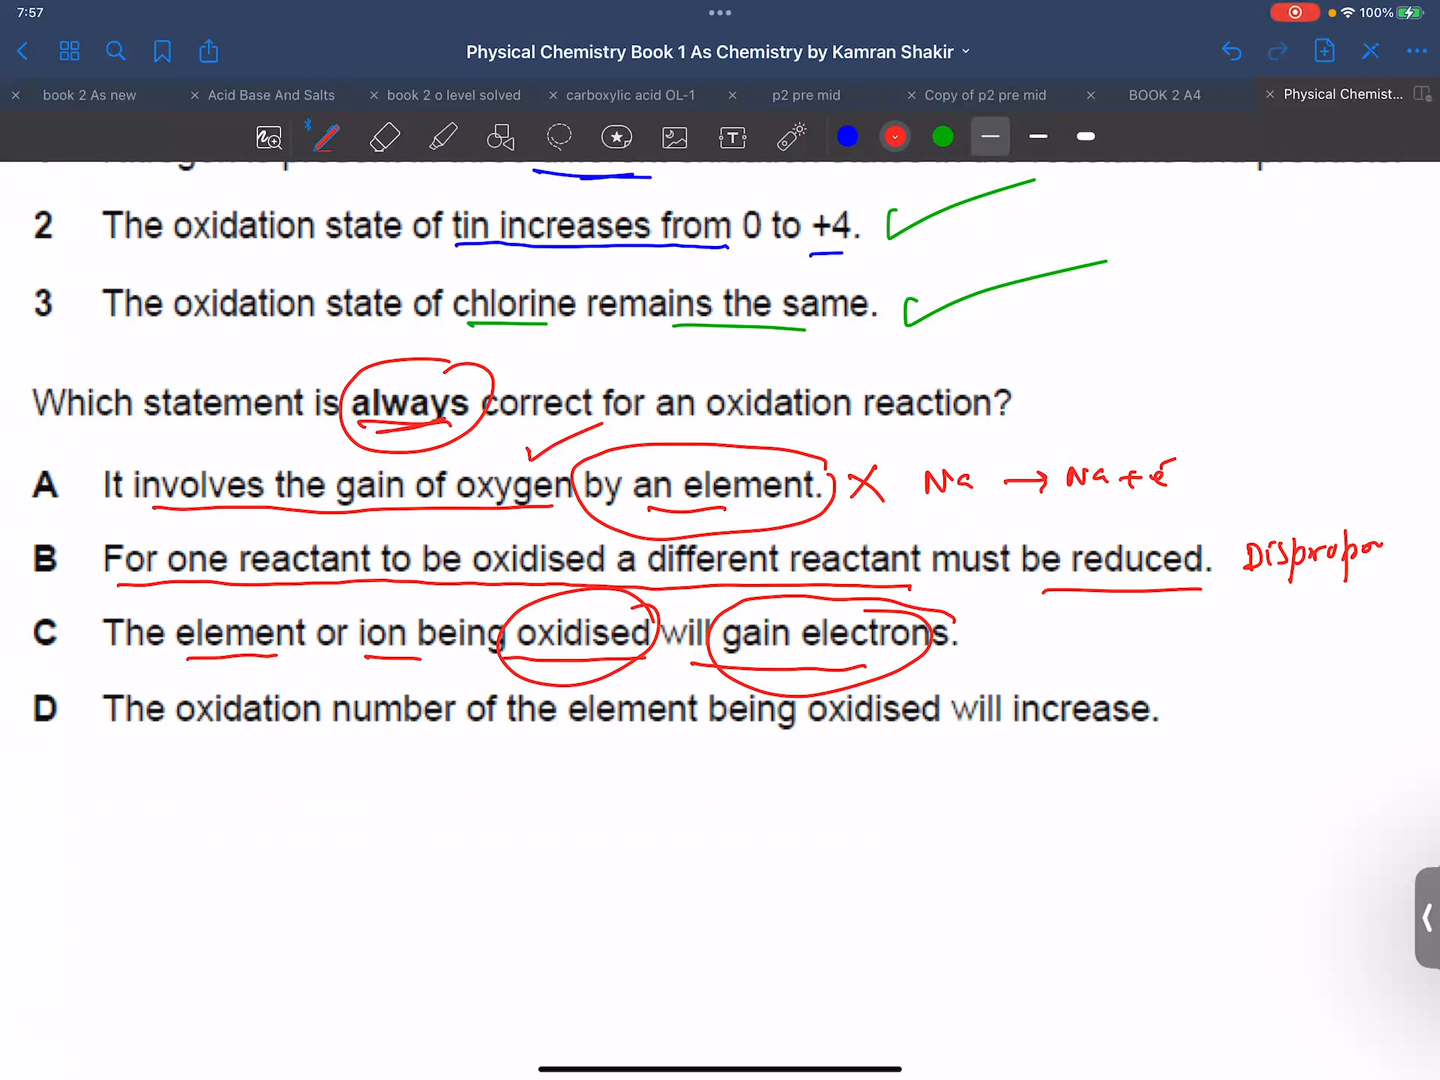 7:57
100%
Physical Chemistry Book 1 As Chemistry by Kamran Shakir
book 2 As new
Acid Base And Salts
book 2 o level solved
carboxylic acid OL-1
p2 pre mid
Copy of p2 pre mid
BOOK 2 A4
Physical Chemist...
2 The oxidation state of tin increases from 0 to +4.
3 The oxidation state of chlorine remains the same.
Which statement is always correct for an oxidation reaction?
A It involves the gain of oxygen by an element. X Na → Na + e-
B For one reactant to be oxidised a different reactant must be reduced. Dispropor
C The element or ion being oxidised will gain electrons.
D The oxidation number of the element being oxidised will increase.